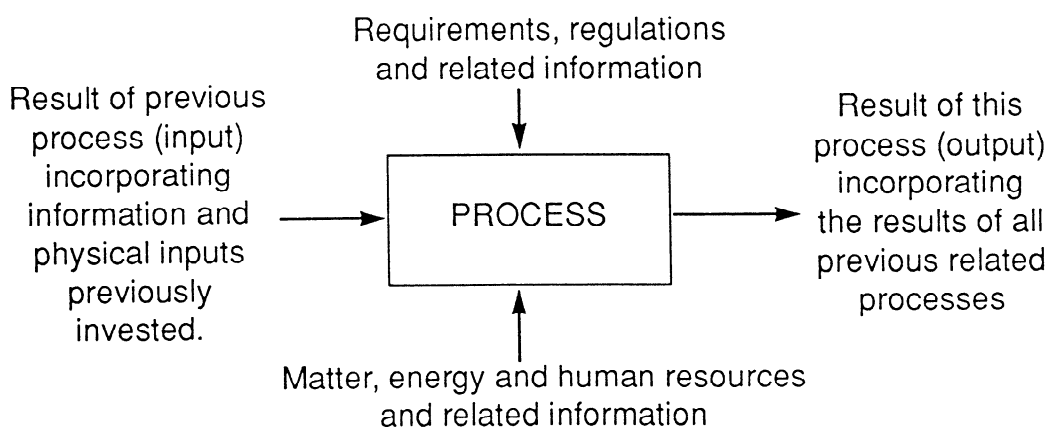 Requirements, regulations
and related information
Result of previous
process (input)
incorporating
information and
physical inputs
previously
invested.
PROCESS
Result of this
process (output)
incorporating
the results of all
previous related
processes
Matter, energy and human resources
and related information